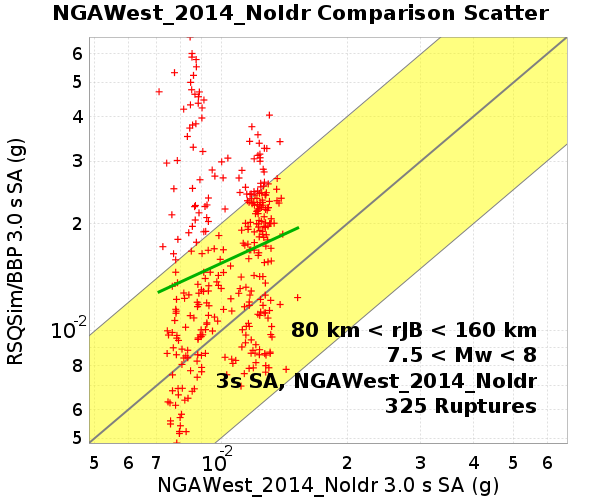 NGAWest_2014_NoIdr Comparison Scatter
RSQSim/BBP 3.0 s SA (g)
6
5
4
3
2
10-2
8
6
5
80 km < rJB < 160 km
7.5 < Mw < 8
3s SA, NGAWest_2014_NoIdr
325 Ruptures
5 6 7 10-2 2 3 4 5 6
NGAWest_2014_NoIdr 3.0 s SA (g)